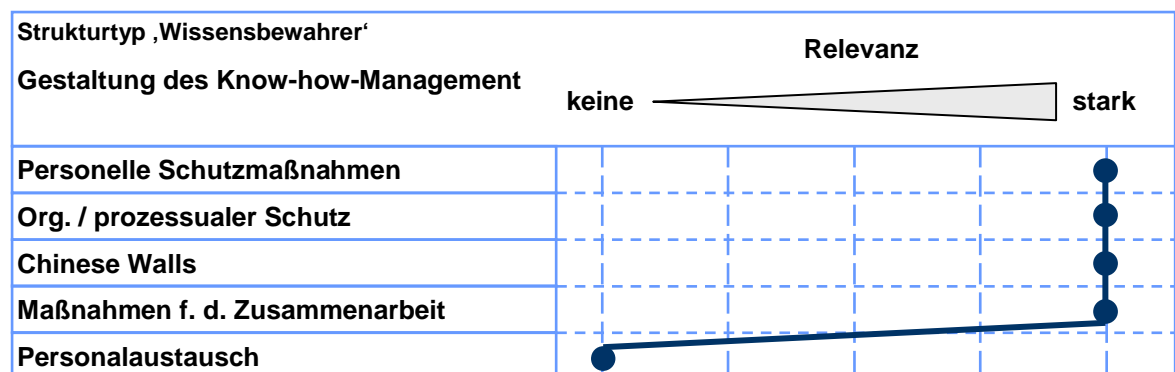 Strukturtyp ‚Wissensbewahrer‘
Gestaltung des Know-how-Management
Relevanz
keine
stark
Personelle Schutzmaßnahmen
Org. / prozessualer Schutz
Chinese Walls
Maßnahmen f. d. Zusammenarbeit
Personalaustausch